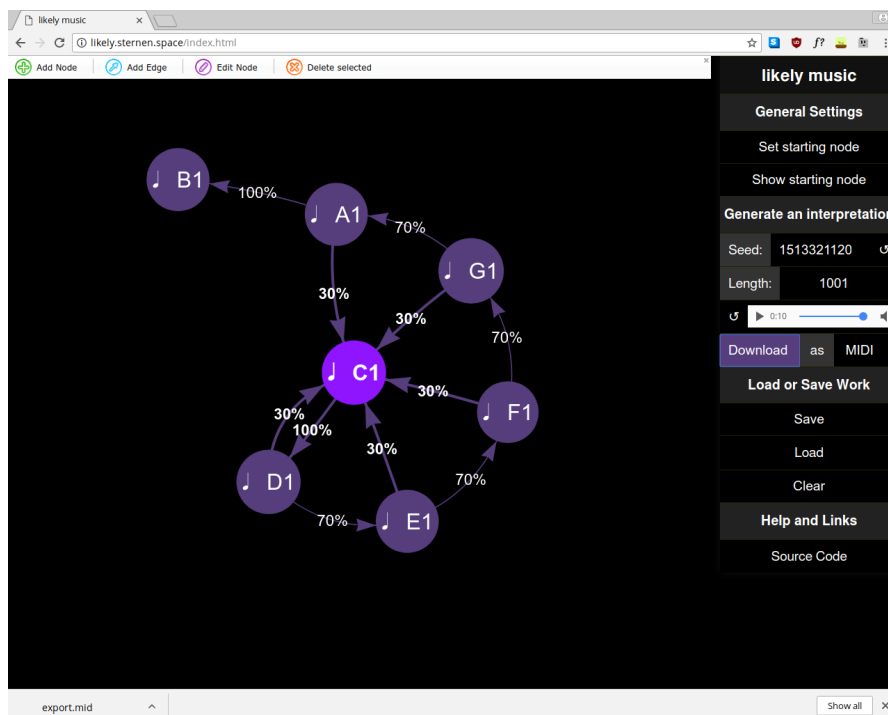 likely music
likely.sternen.space/index.html
f?
Add Node
Add Edge
Edit Node
Delete selected
♩ B1
100%
♩ A1
70%
♩ G1
30%
30%
70%
♩ C1
30%
♩ F1
30%
100%
30%
70%
♩ D1
70%
♩ E1
likely music
General Settings
Set starting node
Show starting node
Generate an interpretation
Seed: 1513321120
Length: 1001
0:10
Download as MIDI
Load or Save Work
Save
Load
Clear
Help and Links
Source Code
export.mid
Show all